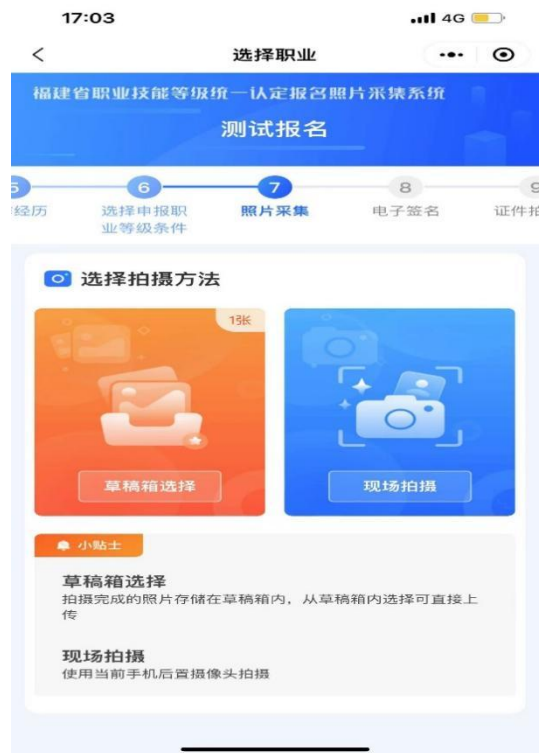 17:03
4G
选择职业
福建省职业技能等级统一认定报名照片采集系统
测试报名
5
6
7
8
9
经历
选择申报职
照片采集
电子签名
证件拍
业等级条件
选择拍摄方法
1张
草稿箱选择
现场拍摄
小贴士
草稿箱选择
拍摄完成的照片存储在草稿箱内，从草稿箱内选择可直接上
传
现场拍摄
使用当前手机后置摄像头拍摄